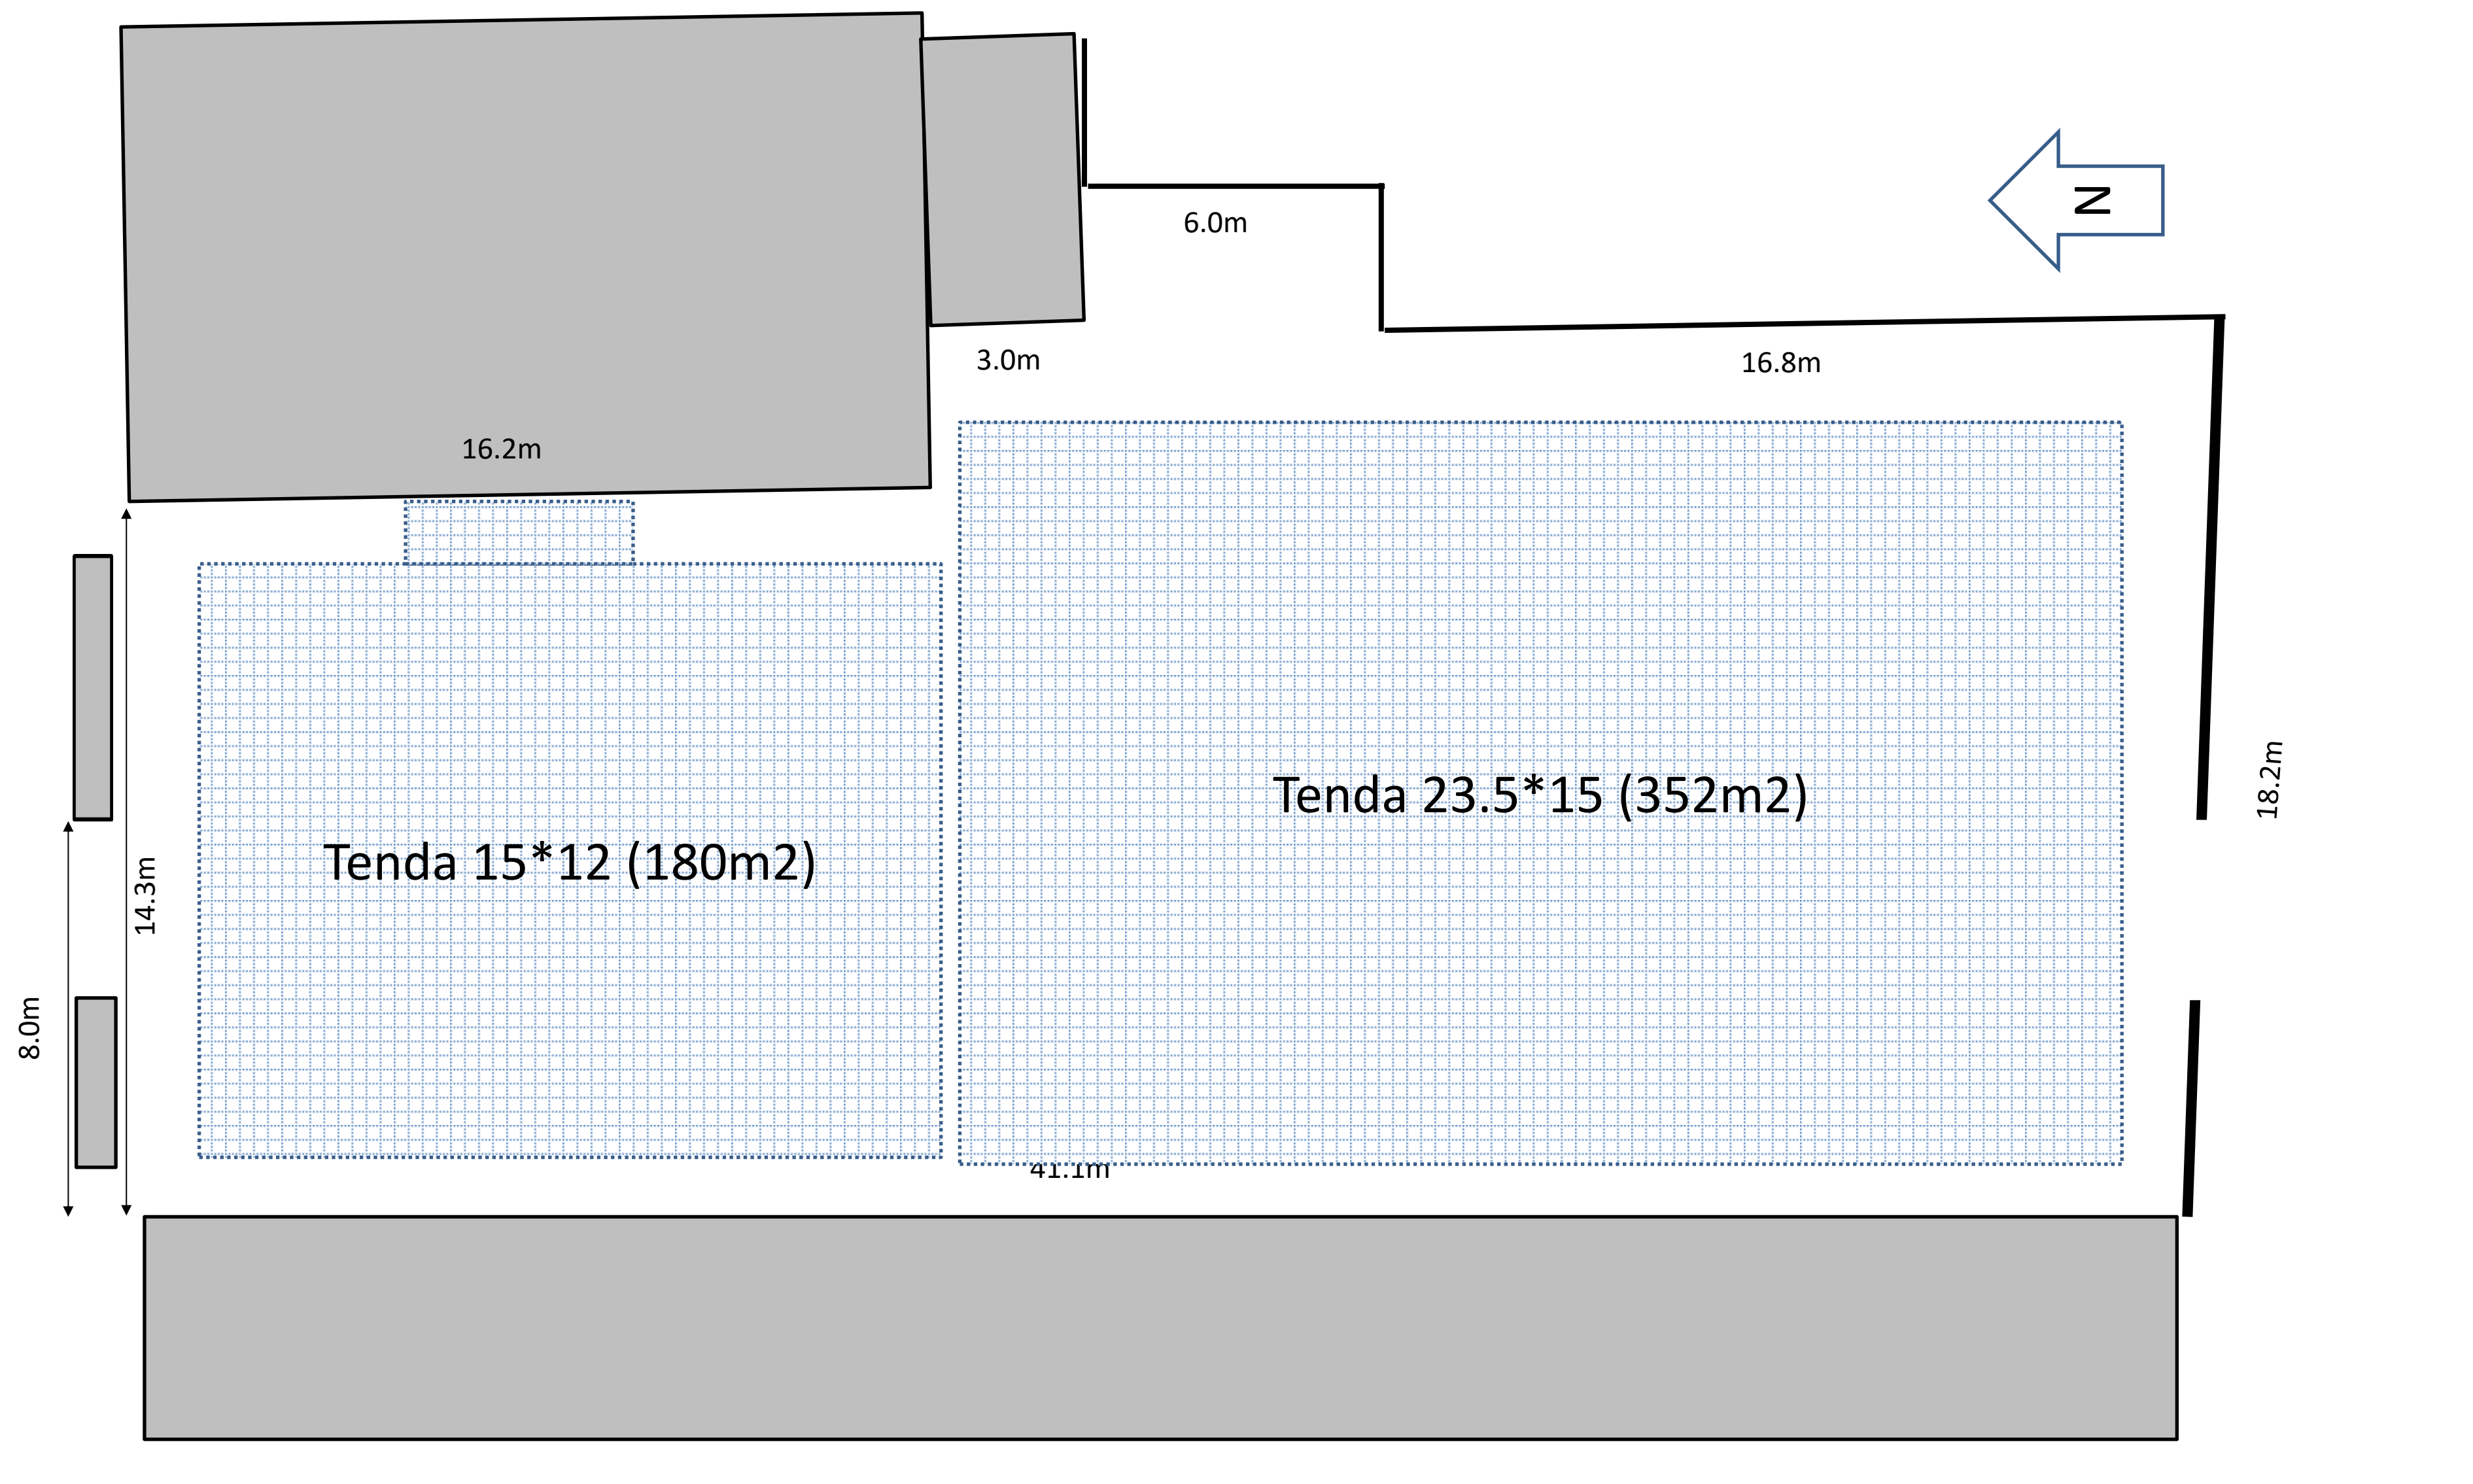 N
6.0m
3.0m
16.8m
16.2m
18.2m
Tenda 23.5*15 (352m2)
Tenda 15*12 (180m2)
14.3m
8.0m
41.1m